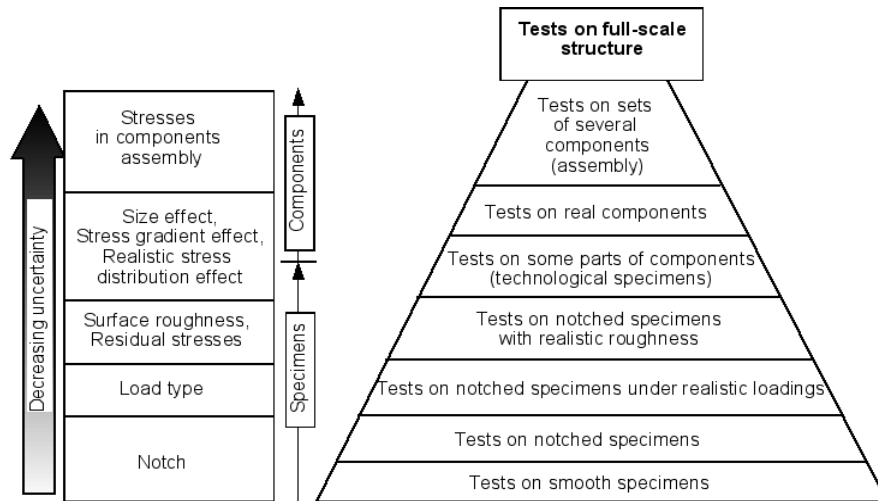 Tests on full-scale
structure
Stresses
in components
assembly
Size effect,
Stress gradient effect,
Realistic stress
distribution effect
Surface roughness,
Residual stresses
Load type
Notch
Decreasing uncertainty
Components
Specimens
Tests on sets
of several
components
(assembly)
Tests on real components
Tests on some parts of components
(technological specimens)
Tests on notched specimens
with realistic roughness
Tests on notched specimens under realistic loadings
Tests on notched specimens
Tests on smooth specimens